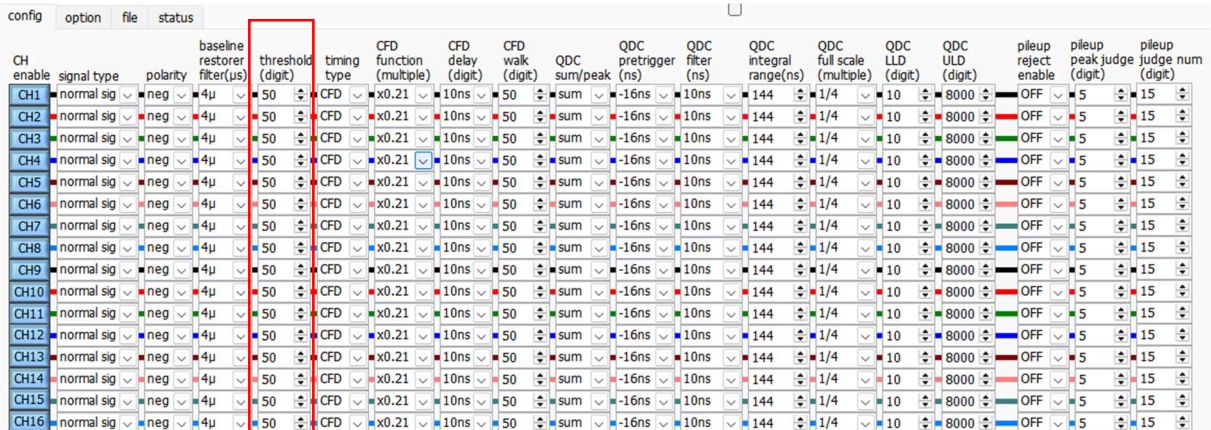 config option file status
CH enable signal type polarity baseline restorer filter(μs) threshold (digit) timing type CFD function (multiple) CFD delay (digit) CFD walk (digit) QDC sum/peak QDC pretrigger (ns) QDC filter (ns) QDC integral range(ns) QDC full scale (multiple) QDC LLD (digit) QDC ULD (digit) pileup reject enable pileup peak judge (digit) pileup judge num (digit)
CH1 normal sig neg 4μ 50 CFD x0.21 10ns 50 sum -16ns 10ns 144 1/4 10 8000 OFF 5 15
CH2 normal sig neg 4μ 50 CFD x0.21 10ns 50 sum -16ns 10ns 144 1/4 10 8000 OFF 5 15
CH3 normal sig neg 4μ 50 CFD x0.21 10ns 50 sum -16ns 10ns 144 1/4 10 8000 OFF 5 15
CH4 normal sig neg 4μ 50 CFD x0.21 10ns 50 sum -16ns 10ns 144 1/4 10 8000 OFF 5 15
CH5 normal sig neg 4μ 50 CFD x0.21 10ns 50 sum -16ns 10ns 144 1/4 10 8000 OFF 5 15
CH6 normal sig neg 4μ 50 CFD x0.21 10ns 50 sum -16ns 10ns 144 1/4 10 8000 OFF 5 15
CH7 normal sig neg 4μ 50 CFD x0.21 10ns 50 sum -16ns 10ns 144 1/4 10 8000 OFF 5 15
CH8 normal sig neg 4μ 50 CFD x0.21 10ns 50 sum -16ns 10ns 144 1/4 10 8000 OFF 5 15
CH9 normal sig neg 4μ 50 CFD x0.21 10ns 50 sum -16ns 10ns 144 1/4 10 8000 OFF 5 15
CH10 normal sig neg 4μ 50 CFD x0.21 10ns 50 sum -16ns 10ns 144 1/4 10 8000 OFF 5 15
CH11 normal sig neg 4μ 50 CFD x0.21 10ns 50 sum -16ns 10ns 144 1/4 10 8000 OFF 5 15
CH12 normal sig neg 4μ 50 CFD x0.21 10ns 50 sum -16ns 10ns 144 1/4 10 8000 OFF 5 15
CH13 normal sig neg 4μ 50 CFD x0.21 10ns 50 sum -16ns 10ns 144 1/4 10 8000 OFF 5 15
CH14 normal sig neg 4μ 50 CFD x0.21 10ns 50 sum -16ns 10ns 144 1/4 10 8000 OFF 5 15
CH15 normal sig neg 4μ 50 CFD x0.21 10ns 50 sum -16ns 10ns 144 1/4 10 8000 OFF 5 15
CH16 normal sig neg 4μ 50 CFD x0.21 10ns 50 sum -16ns 10ns 144 1/4 10 8000 OFF 5 15